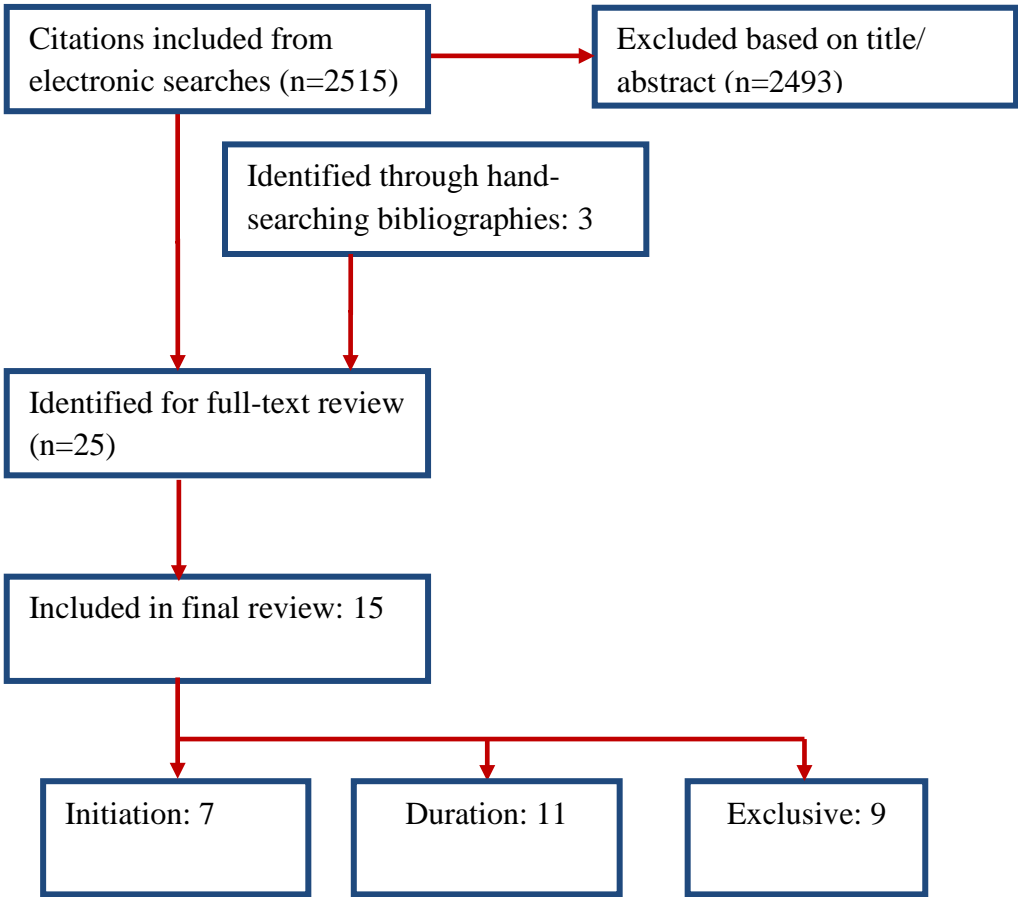 Citations included from
electronic searches (n=2515)
Excluded based on title/
abstract (n=2493)
Identified through hand-
searching bibliographies: 3
Identified for full-text review
(n=25)
Included in final review: 15
Initiation: 7
Duration: 11
Exclusive: 9